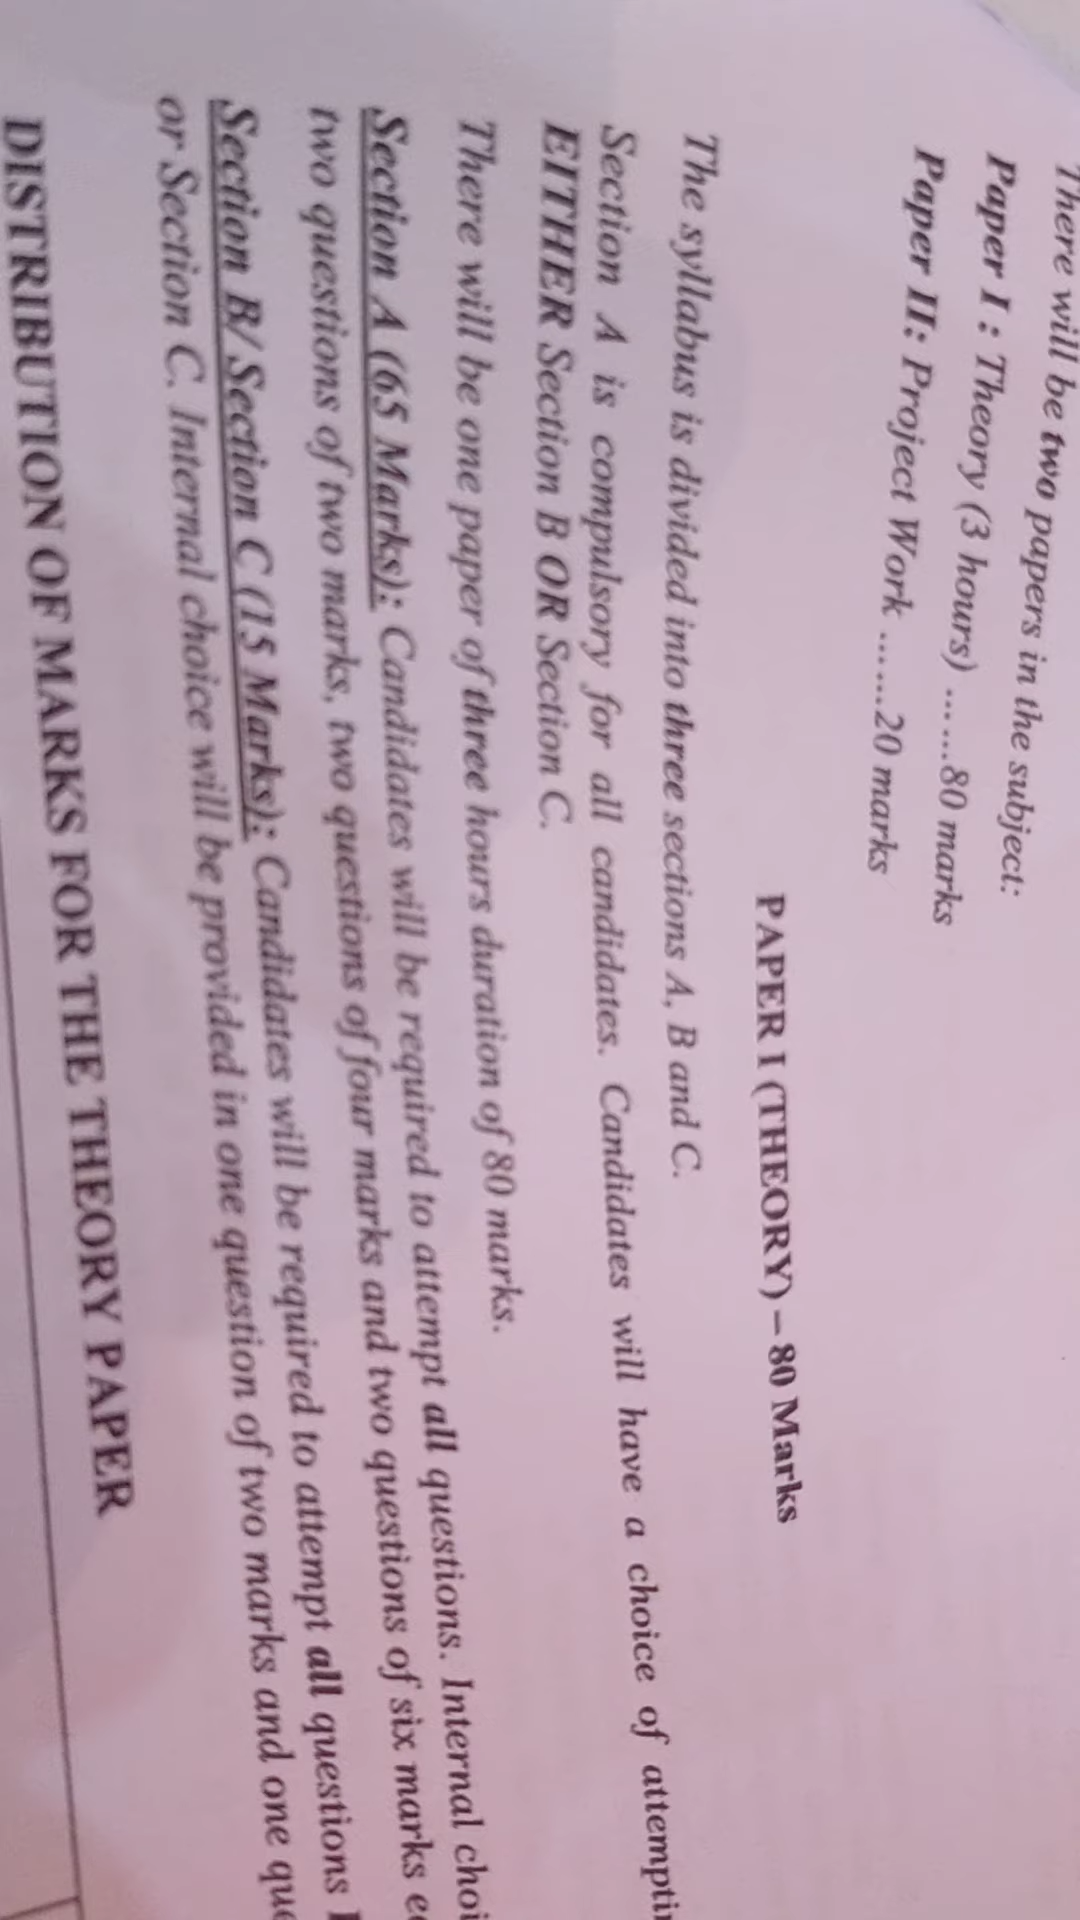 There will be two papers in the subject:
Paper I : Theory (3 hours) ... ...80 marks
Paper II: Project Work ... ....20 marks
PAPER I (THEORY) – 80 Marks
The syllabus is divided into three sections A, B and C.
Section A is compulsory for all candidates. Candidates will have a choice of
EITHER Section B OR Section C.
There will be one paper of three hours duration of 80 marks.
Section A (65 Marks): Candidates will be required to attempt all questions. Internal
two questions of two marks, two questions of four marks and two questions of six marks
Section B/ Section C (15 Marks): Candidates will be required to attempt all questions
or Section C. Internal choice will be provided in one question of two marks and one
DISTRIBUTION OF MARKS FOR THE THEORY PAPER